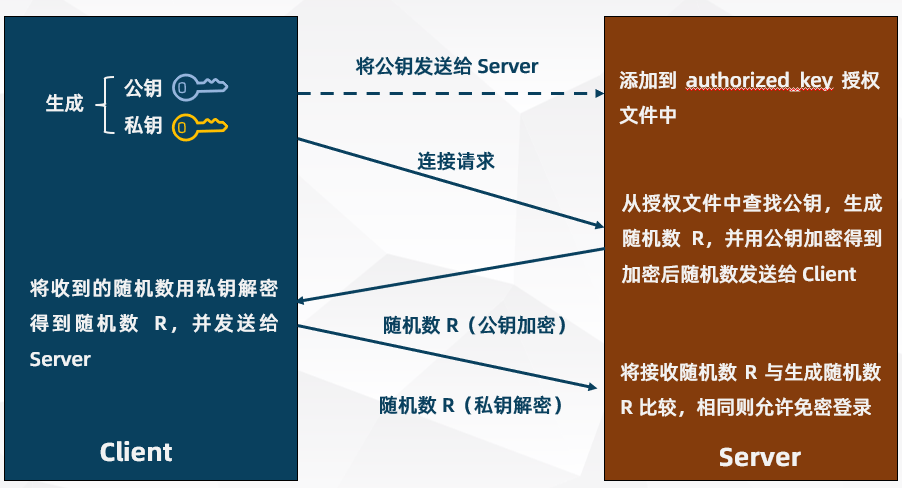 生成
公钥
私钥
将公钥发送给 Server
添加到 authorized_key 授权
文件中
连接请求
从授权文件中查找公钥，生成
随机数 R，并用公钥加密得到
加密后随机数发送给 Client
将收到的随机数用私钥解密
得到随机数 R，并发送给
Server
随机数 R（公钥加密）
随机数 R（私钥解密）
将接收随机数 R 与生成随机数
R 比较，相同则允许免密登录
Client
Server